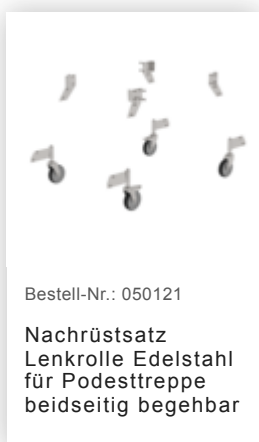 Bestell-Nr.: 050121
Nachrüstsatz
Lenkrolle Edelstahl
für Podesttreppe
beidseitig begehbar